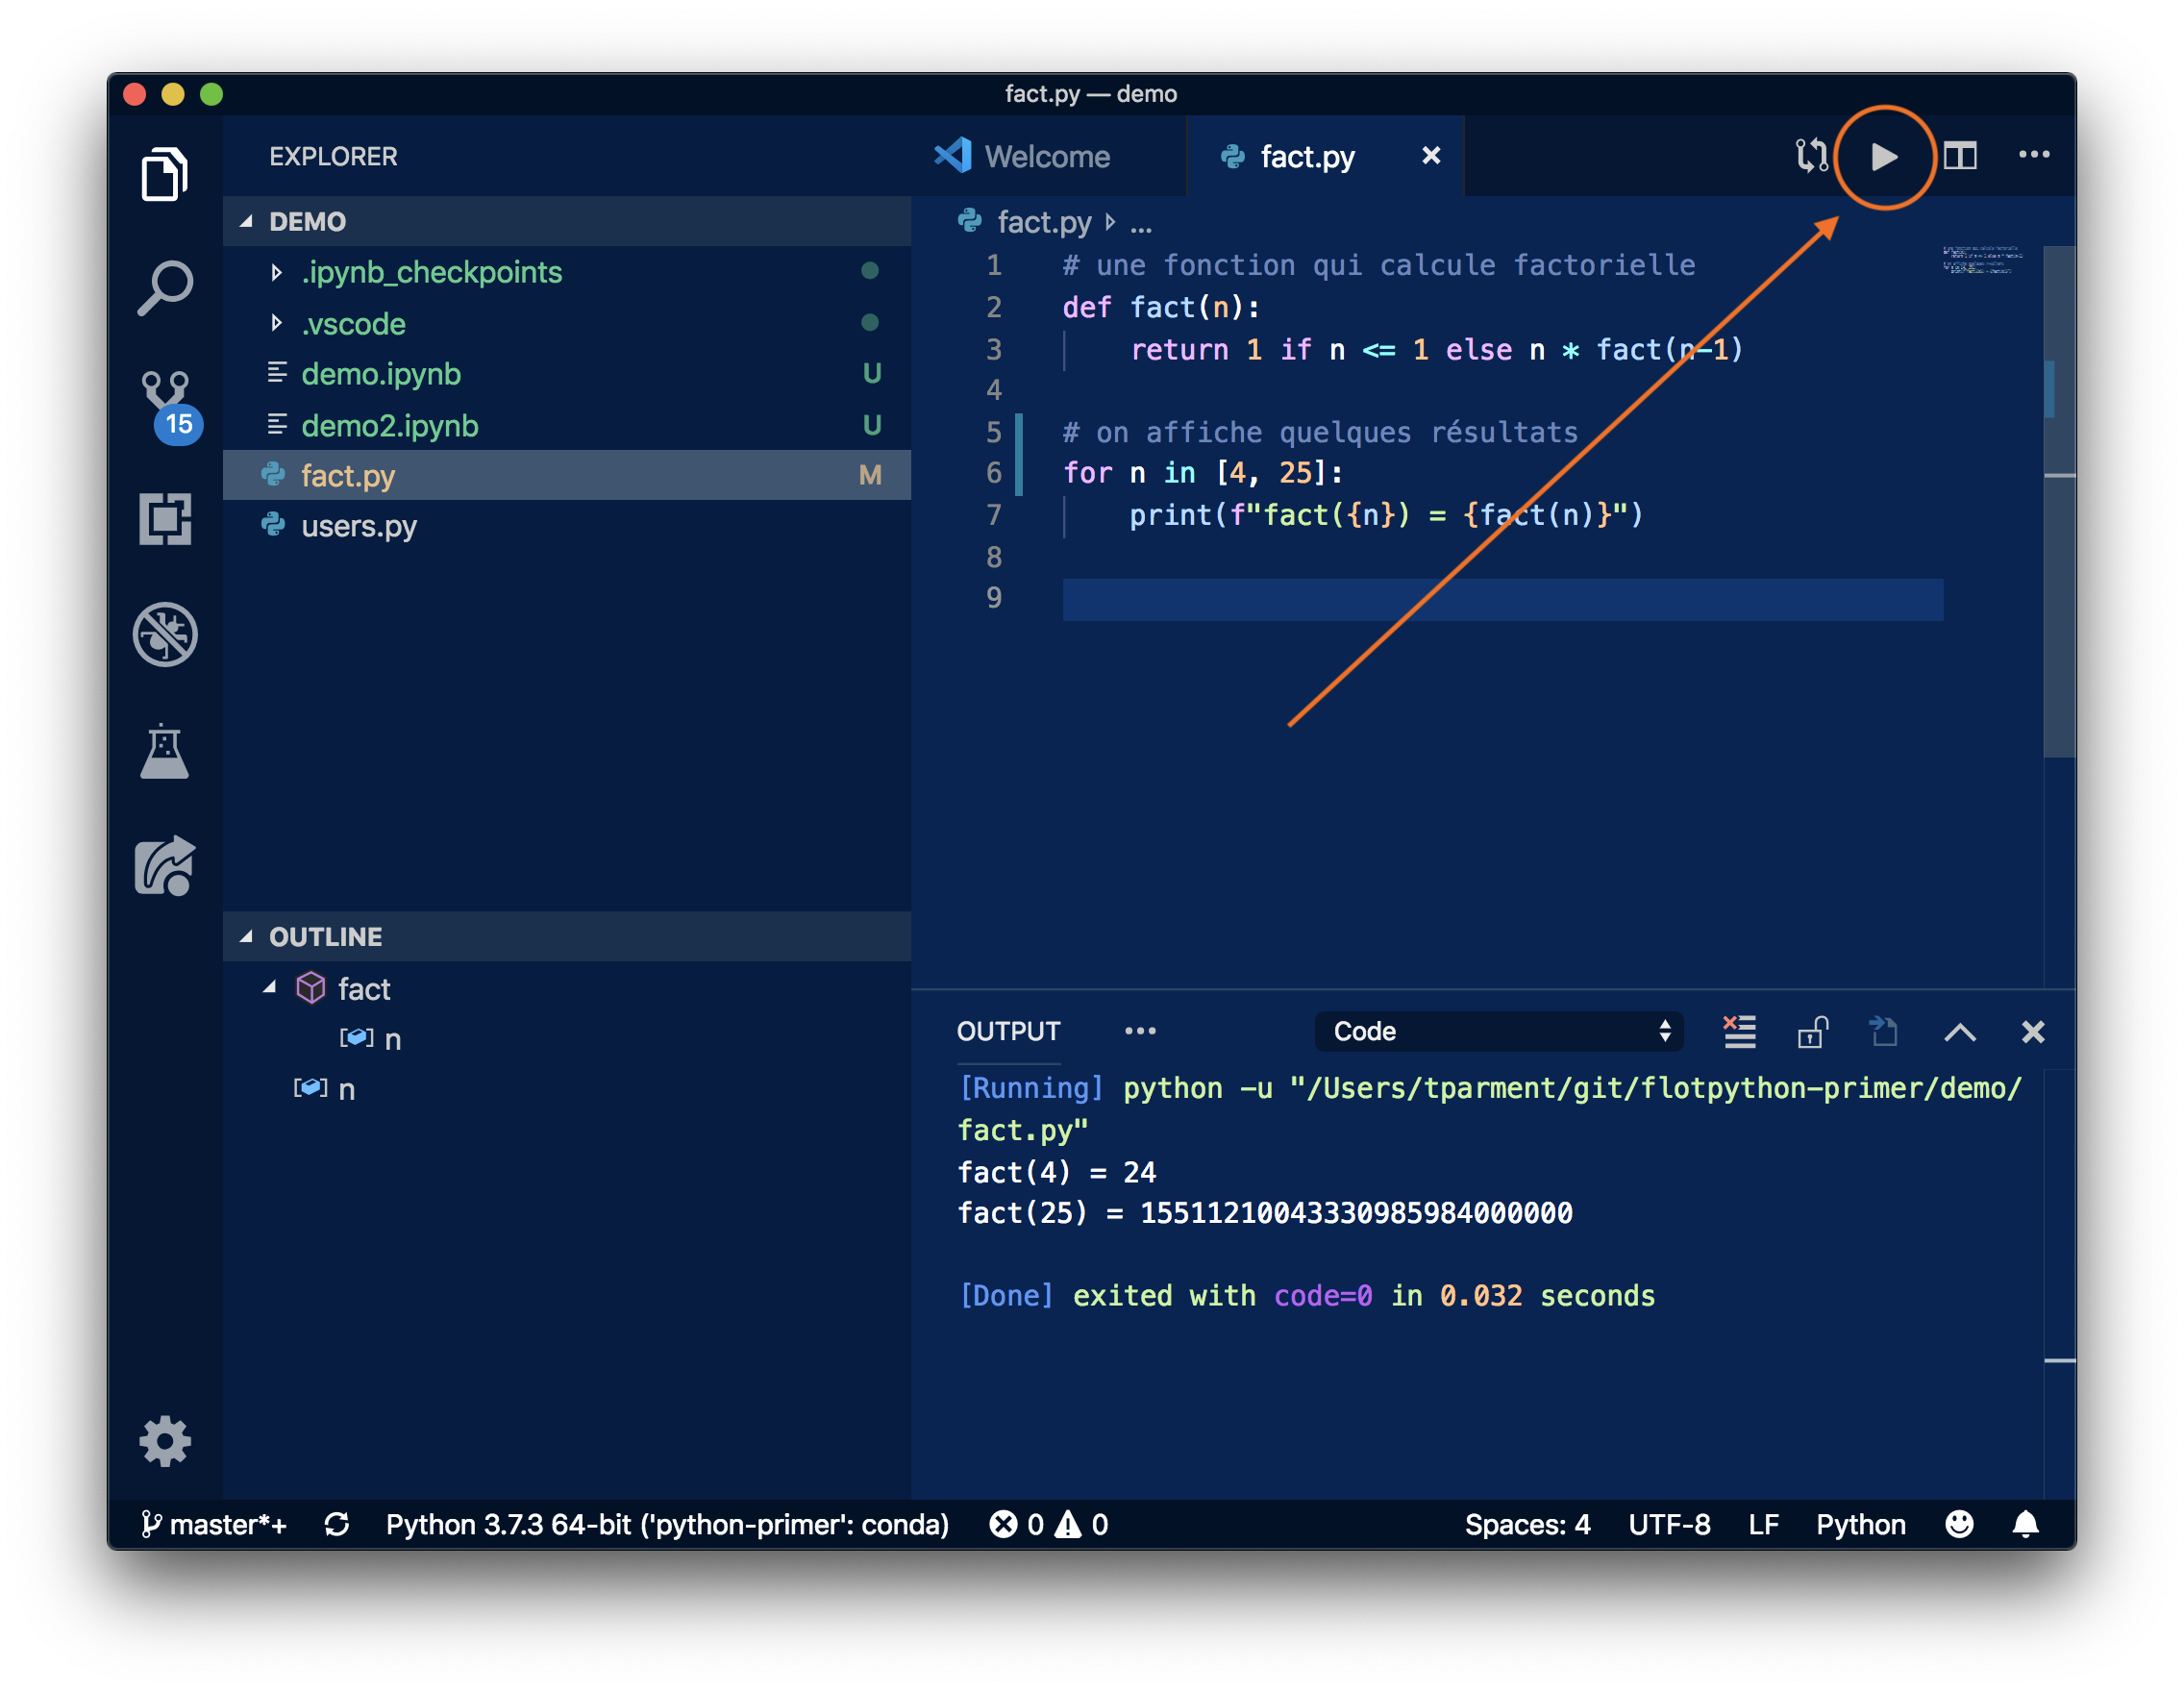 fact.py — demo
EXPLORER
DEMO
.ipynb_checkpoints
.vscode
demo.ipynb U
demo2.ipynb U
fact.py M
users.py
15
OUTLINE
fact
n
n
Welcome
fact.py
fact.py ...
1 # une fonction qui calcule factorielle
2 def fact(n):
3 return 1 if n <= 1 else n * fact(n-1)
4
5 # on affiche quelques résultats
6 for n in [4, 25]:
7 print(f"fact({n}) = {fact(n)}")
8
9
OUTPUT ... Code
[Running] python -u "/Users/tparment/git/flotpython-primer/demo/
fact.py"
fact(4) = 24
fact(25) = 15511210043330985984000000
[Done] exited with code=0 in 0.032 seconds
master*+ Python 3.7.3 64-bit ('python-primer': conda) 0 0 Spaces: 4 UTF-8 LF Python